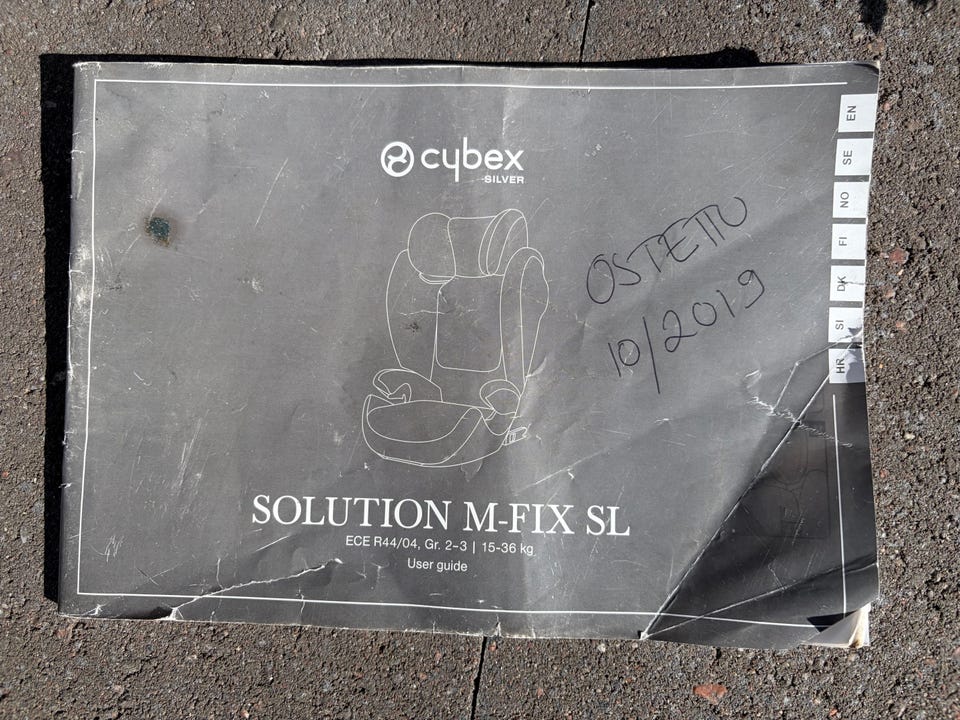 cybex
SILVER
OSTETTU
10/2019
SOLUTION M-FIX SL
ECE R44/04, Gr. 2-3 | 15-36 kg
User guide
EN
SE
NO
FI
DK
SI
HR